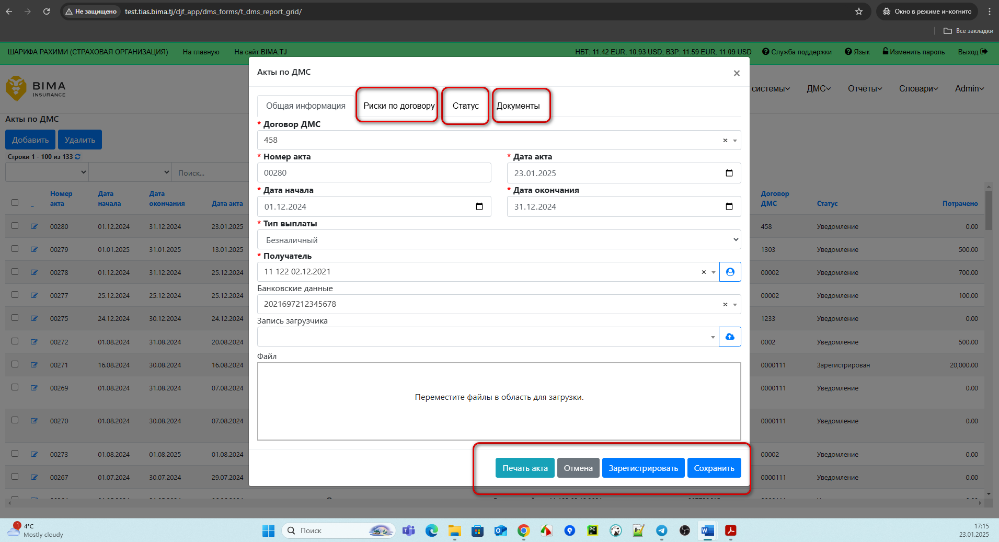 Не защищено
test.tias.bima.tj/djf_app/dms_forms/t_dms_report_grid/
Окно в режиме инкогнито
Все закладки
ШАРИФА РАХИМИ (СТРАХОВАЯ ОРГАНИЗАЦИЯ) На главную На сайт BIMA.TJ НБТ: 11.42 EUR, 10.93 USD; ВЗР: 11.59 EUR, 11.09 USD Служба поддержки Язык Изменить пароль Выход
BIMA
INSURANCE
системы ДМС Отчёты Словари Admin
Акты по ДМС
Добавить Удалить
Строки 1 - 100 из 133
Поиск...
Номер акта Дата начала Дата окончания Дата акта Договор ДМС Статус Потрачено
00280 01.12.2024 31.12.2024 23.01.2025 458 Уведомление 0.00
00279 01.01.2025 31.01.2025 13.01.2025 1303 Уведомление 500.00
00278 01.12.2024 31.12.2024 25.12.2024 00002 Уведомление 700.00
00277 25.12.2024 25.12.2024 25.12.2024 00002 Уведомление 100.00
00275 24.12.2024 30.12.2024 24.12.2024 1233 Уведомление 0.00
00272 01.08.2024 31.08.2024 20.08.2024 0002 Уведомление 500.00
00271 16.08.2024 30.08.2024 16.08.2024 0000111 Зарегистрирован 20,000.00
00269 01.08.2024 31.08.2024 07.08.2024 0000111 Уведомление 0.00
00270 01.08.2024 30.08.2024 07.08.2024 0000111 Уведомление 0.00
00273 01.08.2024 01.08.2025 01.08.2024 00002 Уведомление 0.00
00267 01.07.2024 30.07.2024 29.07.2024 0000111 Уведомление 0.00
Акты по ДМС ×
Общая информация Риски по договору Статус Документы
* Договор ДМС
458
* Номер акта * Дата акта
00280 23.01.2025
* Дата начала * Дата окончания
01.12.2024 31.12.2024
* Тип выплаты
Безналичный
* Получатель
11 122 02.12.2021
Банковские данные
2021697212345678
Запись загрузчика
Файл
Переместите файлы в область для загрузки.
Печать акта Отмена Зарегистрировать Сохранить
1
4°C
Mostly cloudy
Поиск
17:15
23.01.2025